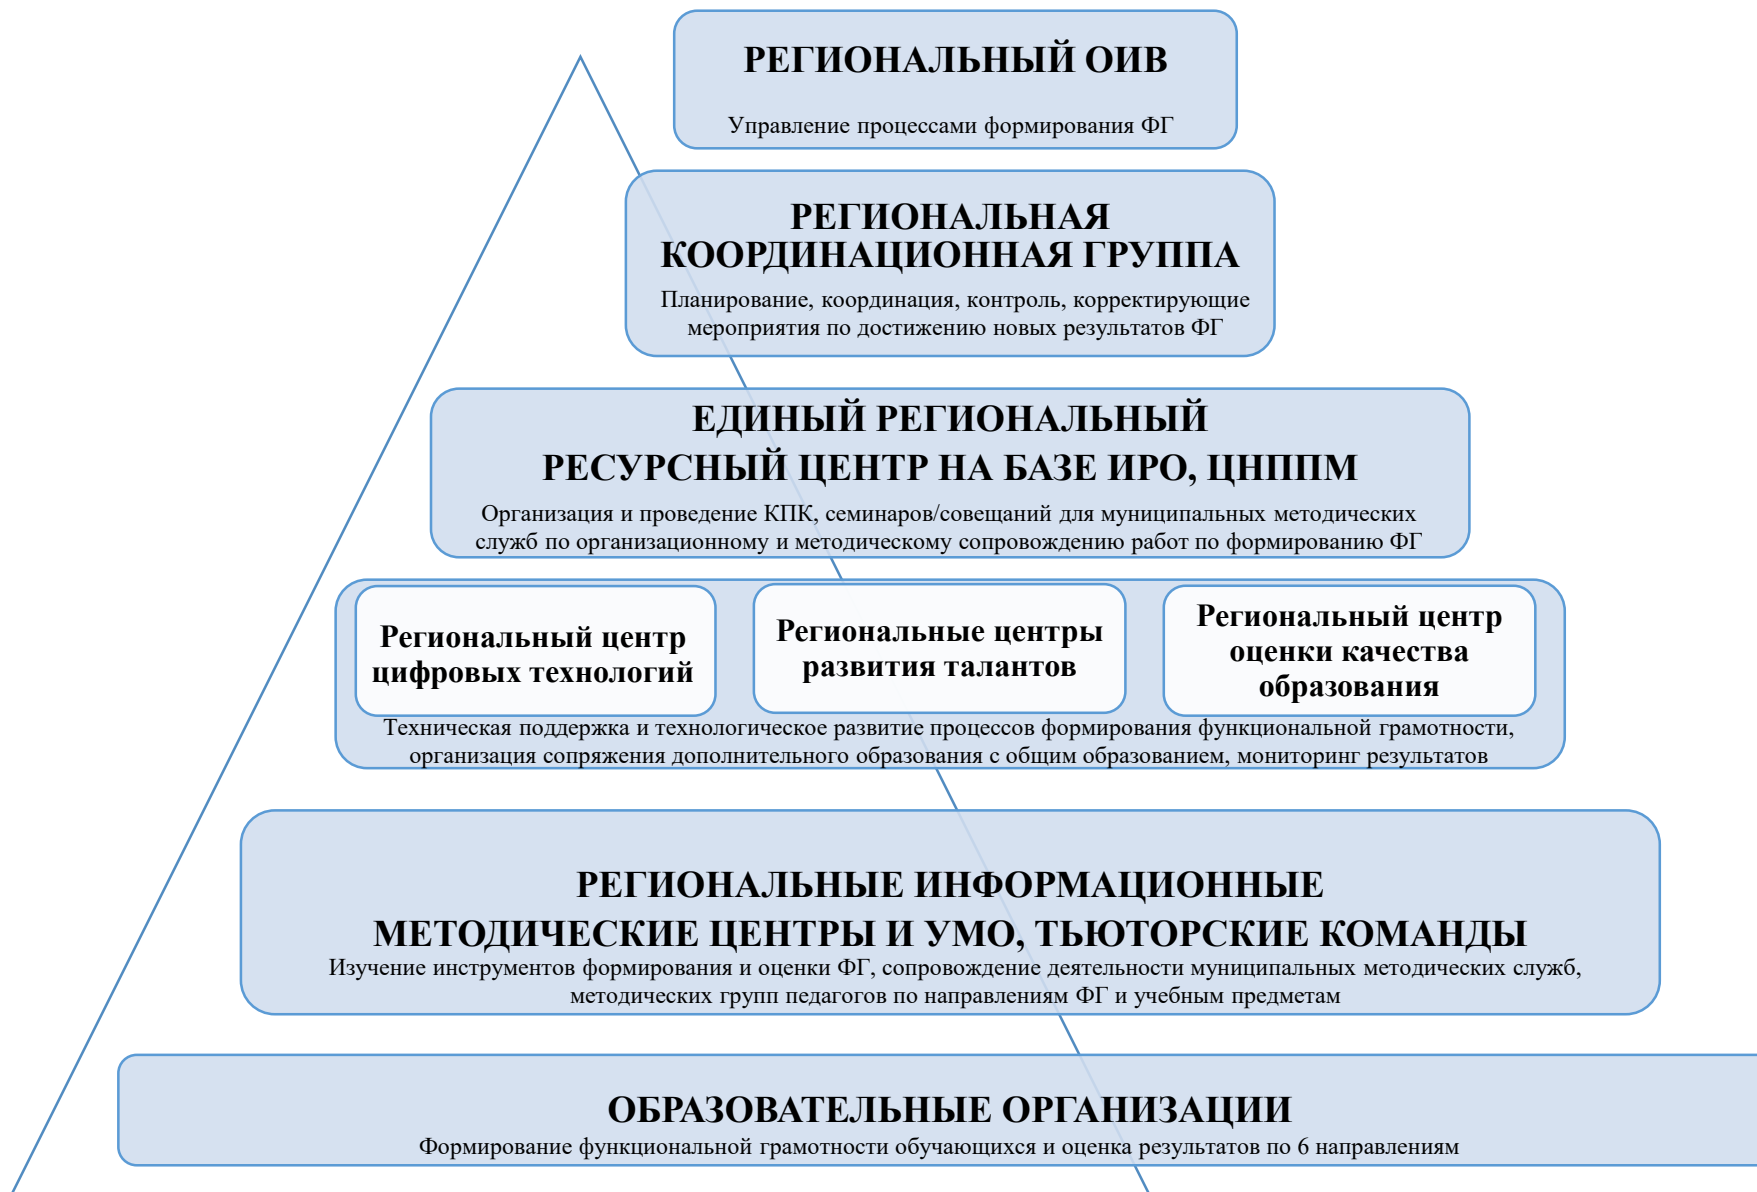 РЕГИОНАЛЬНЫЙ ОИВ
Управление процессами формирования ФГ
РЕГИОНАЛЬНАЯ
КООРДИНАЦИОННАЯ ГРУППА
Планирование, координация, контроль, корректирующие
мероприятия по достижению новых результатов ФГ
ЕДИНЫЙ РЕГИОНАЛЬНЫЙ
РЕСУРСНЫЙ ЦЕНТР НА БАЗЕ ИРО, ЦНППМ
Организация и проведение КПК, семинаров/совещаний для муниципальных методических
служб по организационному и методическому сопровождению работ по формированию ФГ
Региональный центр
цифровых технологий
Региональные центры
развития талантов
Региональный центр
оценки качества
образования
Техническая поддержка и технологическое развитие процессов формирования функциональной грамотности,
организация сопряжения дополнительного образования с общим образованием, мониторинг результатов
РЕГИОНАЛЬНЫЕ ИНФОРМАЦИОННЫЕ
МЕТОДИЧЕСКИЕ ЦЕНТРЫ И УМО, ТЬЮТОРСКИЕ КОМАНДЫ
Изучение инструментов формирования и оценки ФГ, сопровождение деятельности муниципальных методических служб,
методических групп педагогов по направлениям ФГ и учебным предметам
ОБРАЗОВАТЕЛЬНЫЕ ОРГАНИЗАЦИИ
Формирование функциональной грамотности обучающихся и оценка результатов по 6 направлениям